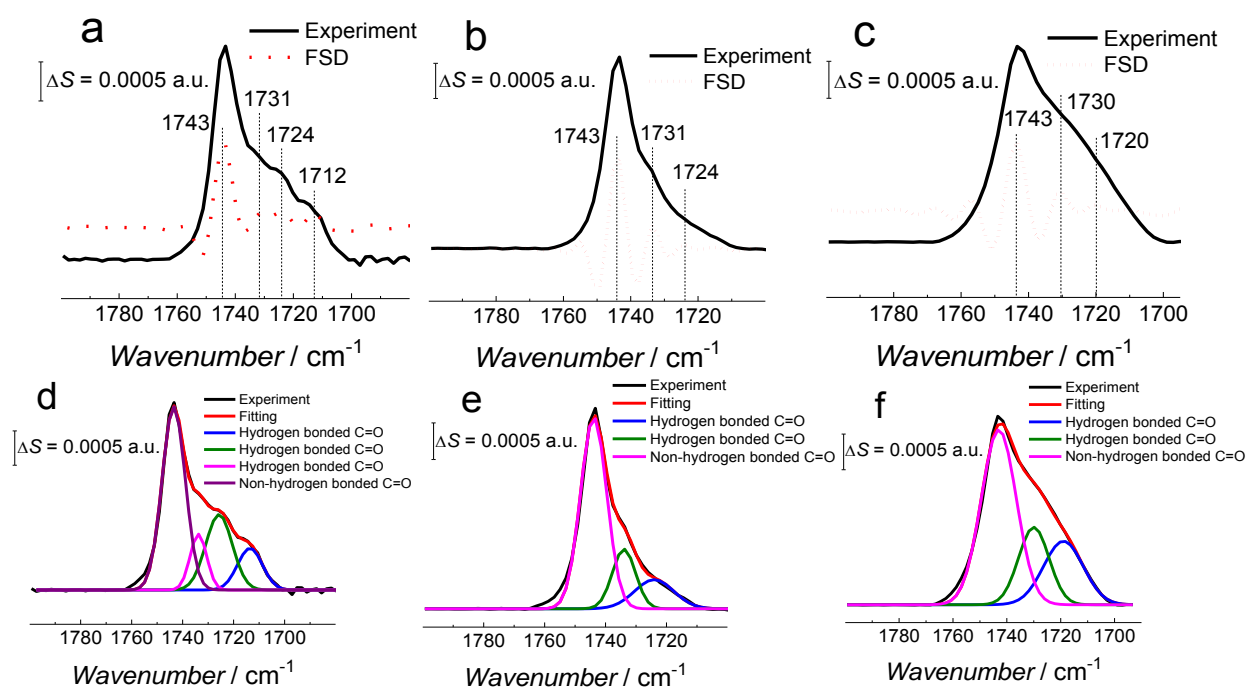 a
Experiment
FSD
ΔS = 0.0005 a.u.
1743
1731
1724
1712
1780 1760 1740 1720 1700
Wavenumber / cm⁻¹
b
Experiment
FSD
ΔS = 0.0005 a.u.
1743
1731
1724
1780 1760 1740 1720
Wavenumber / cm⁻¹
c
Experiment
FSD
ΔS = 0.0005 a.u.
1743
1730
1720
1780 1760 1740 1720 1700
Wavenumber / cm⁻¹
d
Experiment
Fitting
Hydrogen bonded C=O
Hydrogen bonded C=O
Hydrogen bonded C=O
Non-hydrogen bonded C=O
ΔS = 0.0005 a.u.
1780 1760 1740 1720 1700
Wavenumber / cm⁻¹
e
Experiment
Fitting
Hydrogen bonded C=O
Hydrogen bonded C=O
Non-hydrogen bonded C=O
ΔS = 0.0005 a.u.
1780 1760 1740 1720
Wavenumber / cm⁻¹
f
Experiment
Fitting
Hydrogen bonded C=O
Hydrogen bonded C=O
Non-hydrogen bonded C=O
ΔS = 0.0005 a.u.
1780 1760 1740 1720 1700
Wavenumber / cm⁻¹